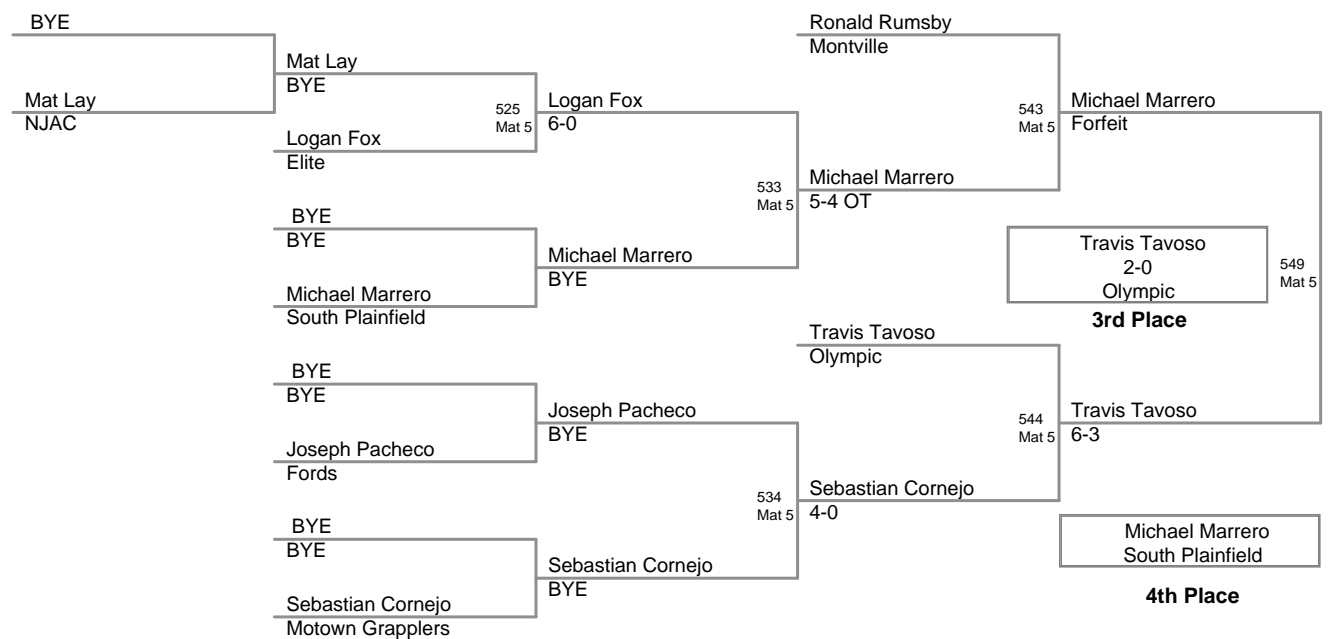 BYE
Mat Lay
NJAC
Mat Lay
BYE
Logan Fox
Elite
BYE
BYE
Michael Marrero
South Plainfield
BYE
BYE
Joseph Pacheco
Fords
BYE
BYE
Sebastian Cornejo
Motown Grapplers
525
Mat 5
Logan Fox
6-0
Michael Marrero
BYE
Joseph Pacheco
BYE
Sebastian Cornejo
BYE
533
Mat 5
534
Mat 5
Ronald Rumsby
Montville
Michael Marrero
5-4 OT
Travis Tavoso
Olympic
Sebastian Cornejo
4-0
543
Mat 5
544
Mat 5
Michael Marrero
Forfeit
Travis Tavoso
6-3
549
Mat 5
Travis Tavoso
2-0
Olympic
3rd Place
Michael Marrero
South Plainfield
4th Place